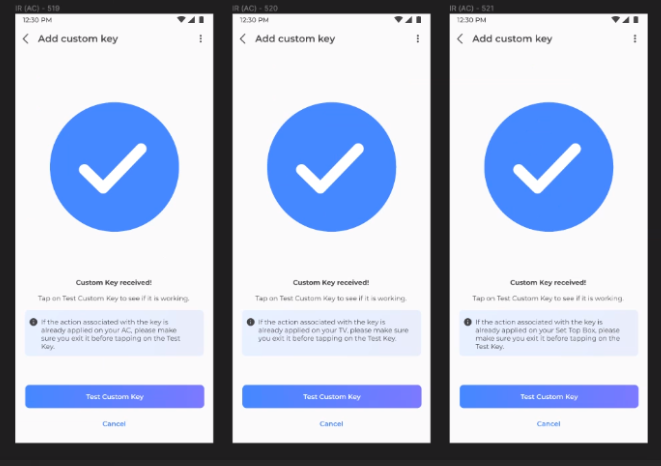 IR (AC) - 519
12:30 PM
Add custom key
Custom Key received!
Tap on Test Custom Key to see if it is working.
If the action associated with the key is
already applied on your AC, please make
sure you exit it before tapping on the Test
Key.
Test Custom Key
Cancel
IR (AC) - 520
12:30 PM
Add custom key
Custom Key received!
Tap on Test Custom Key to see if it is working.
If the action associated with the key is
already applied on your TV, please make sure
you exit it before tapping on the Test Key.
Test Custom Key
Cancel
IR (AC) - 521
12:30 PM
Add custom key
Custom Key received!
Tap on Test Custom Key to see if it is working.
If the action associated with the key is
already applied on your Set Top Box, please
make sure you exit it before tapping on the
Test Key.
Test Custom Key
Cancel